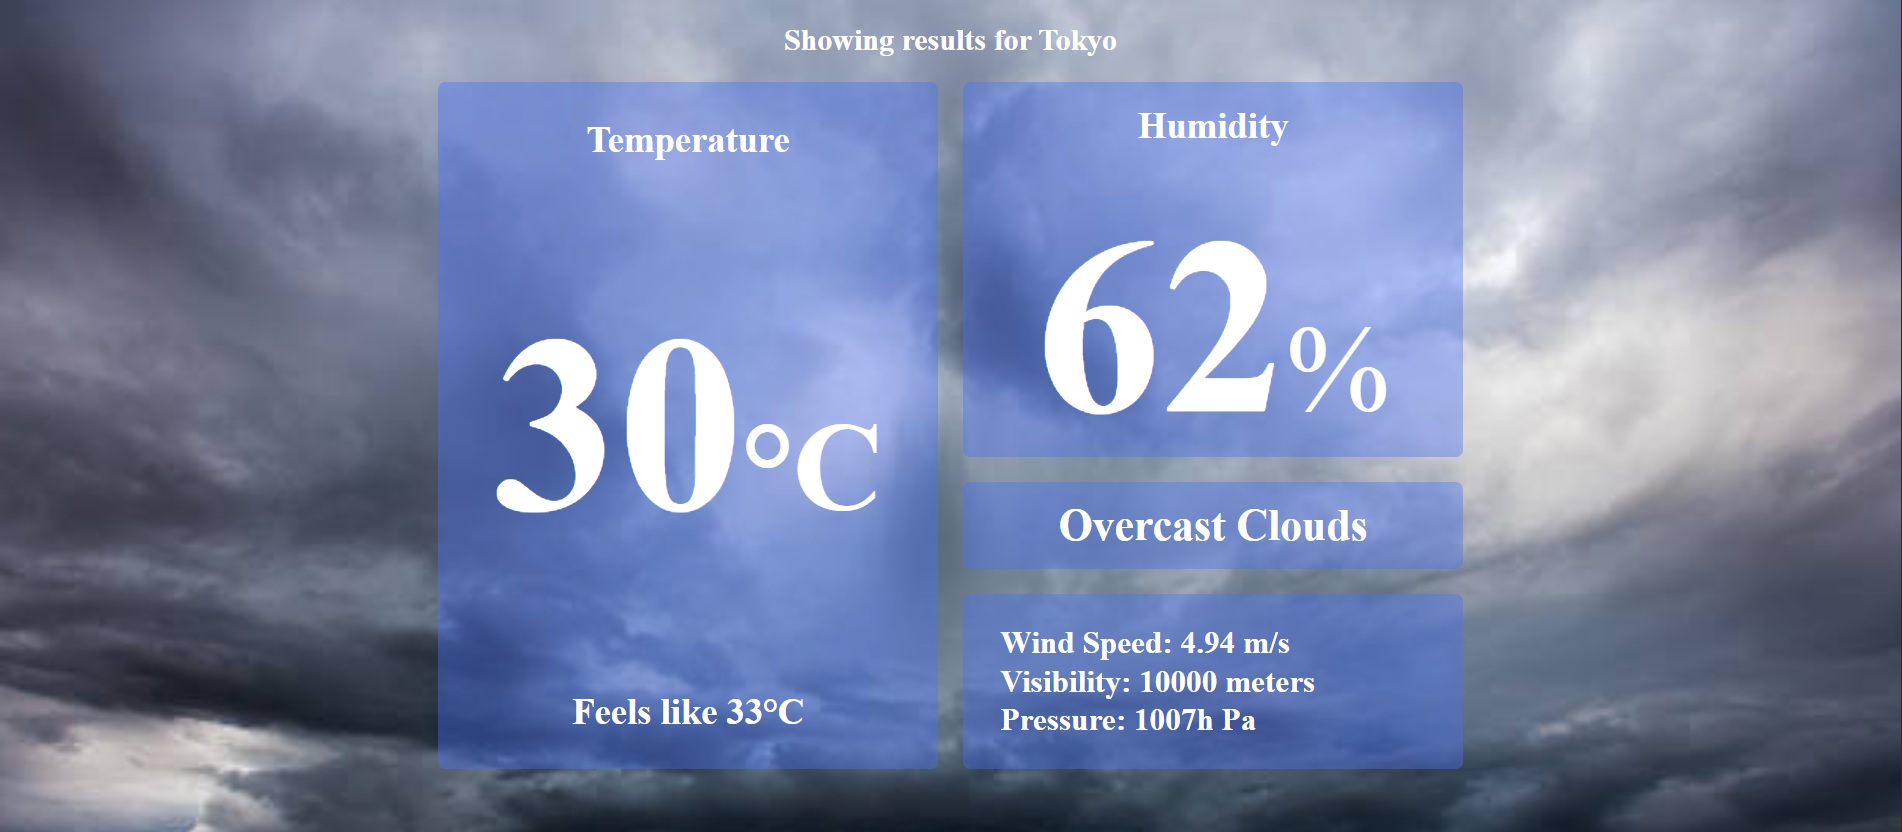 Showing results for Tokyo
Temperature
30°C
Feels like 33°C
Humidity
62%
Overcast Clouds
Wind Speed: 4.94 m/s
Visibility: 10000 meters
Pressure: 1007h Pa